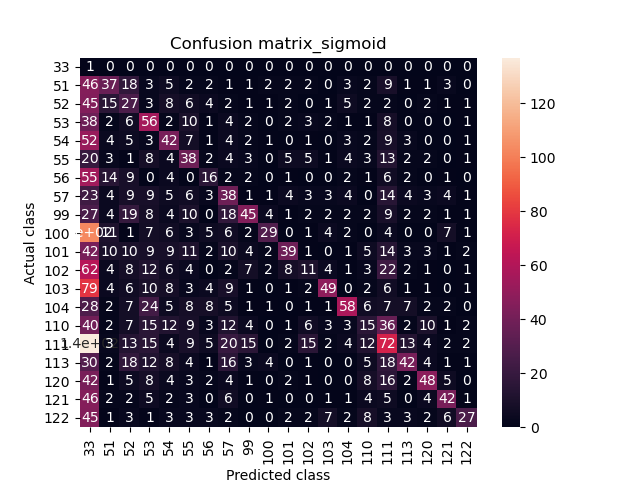 Confusion matrix_sigmoid
33 1 0 0 0 0 0 0 0 0 0 0 0 0 0 0 0 0 0 0 0
51 46 37 18 3 5 2 2 1 1 2 2 2 0 3 2 9 1 1 3 0
52 45 15 27 3 8 6 4 2 1 1 2 0 1 5 2 2 0 2 1 1
53 38 2 6 56 2 10 1 4 2 0 2 3 2 1 1 8 0 0 0 1
54 52 4 5 3 42 7 1 4 2 1 0 1 0 3 2 9 3 0 0 1
55 20 3 1 8 4 38 2 4 3 0 5 5 1 4 3 13 2 2 0 1
56 55 14 9 0 4 0 16 2 2 0 1 0 0 2 1 6 2 0 1 0
57 23 4 9 9 5 6 3 38 1 1 4 3 3 4 0 14 4 3 4 1
99 27 4 19 8 4 10 0 18 45 4 1 2 2 2 2 9 2 2 1 1
100 1 7 6 3 5 6 2 29 0 1 4 2 0 4 0 0 7 1
101 42 10 10 9 9 11 2 10 4 2 39 1 0 1 5 14 3 3 1 2
102 62 4 8 12 6 4 0 2 7 2 8 11 4 1 3 22 2 1 0 1
103 79 4 6 10 8 3 4 9 1 0 1 2 49 0 2 6 1 1 0 1
104 28 2 7 24 5 8 8 5 1 1 0 1 1 58 6 7 7 2 2 0
110 40 2 7 15 12 9 3 12 4 0 1 6 3 3 15 36 2 10 1 2
111 3 13 15 4 9 5 20 15 0 2 15 2 4 12 72 13 4 2 2
113 30 2 18 12 8 4 1 16 3 4 0 1 0 0 5 18 42 4 1 1
120 42 1 5 8 4 3 2 4 1 0 2 1 0 0 8 16 2 48 5 0
121 46 2 2 5 2 3 0 6 0 1 0 0 1 1 4 5 0 4 42 1
122 45 1 3 1 3 3 3 2 0 0 2 2 7 2 8 3 3 2 6 27
33 51 52 53 54 55 56 57 99 100 101 102 103 104 110 111 113 120 121 122
Predicted class
Actual class
120
100
80
60
40
20
0